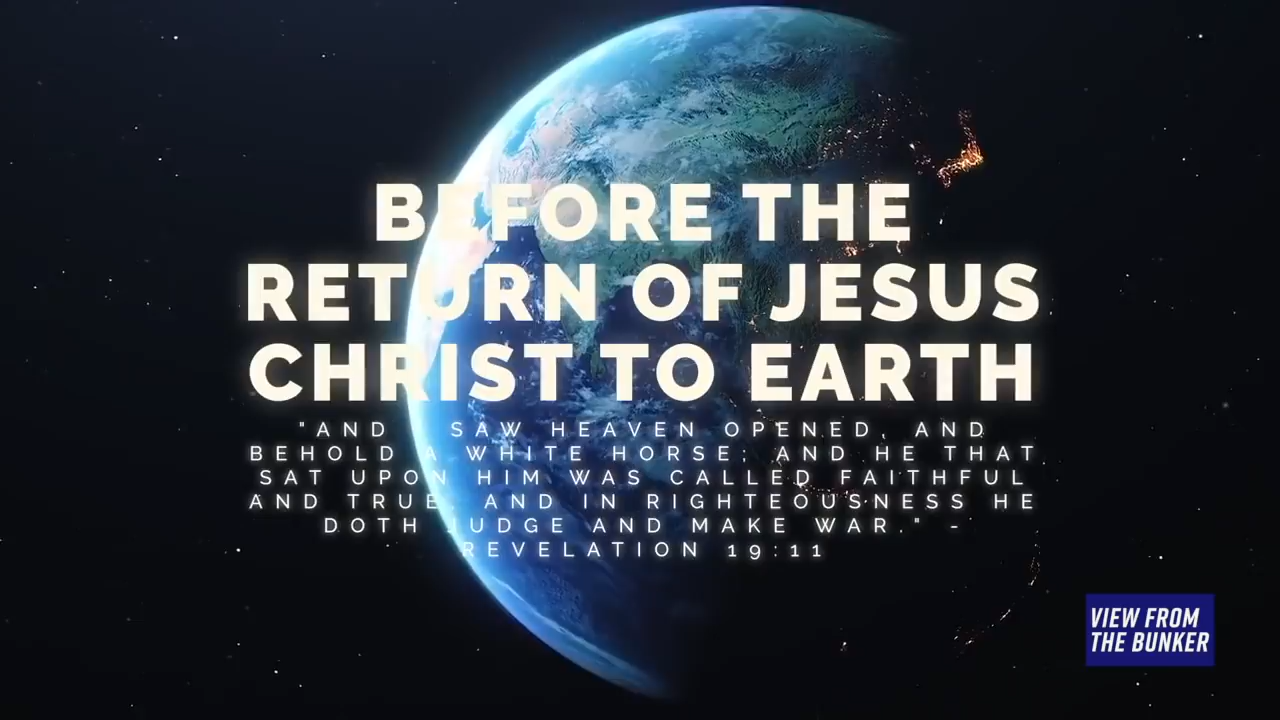 BEFORE THE
RETURN OF JESUS
CHRIST TO EARTH
"AND SAW HEAVEN OPENED, AND
BEHOLD A WHITE HORSE; AND HE THAT
SAT UPON HIM WAS CALLED FAITHFUL
AND TRUE, AND IN RIGHTEOUSNESS HE
DOTH JUDGE AND MAKE WAR." -
REVELATION 19:11
VIEW FROM
THE BUNKER